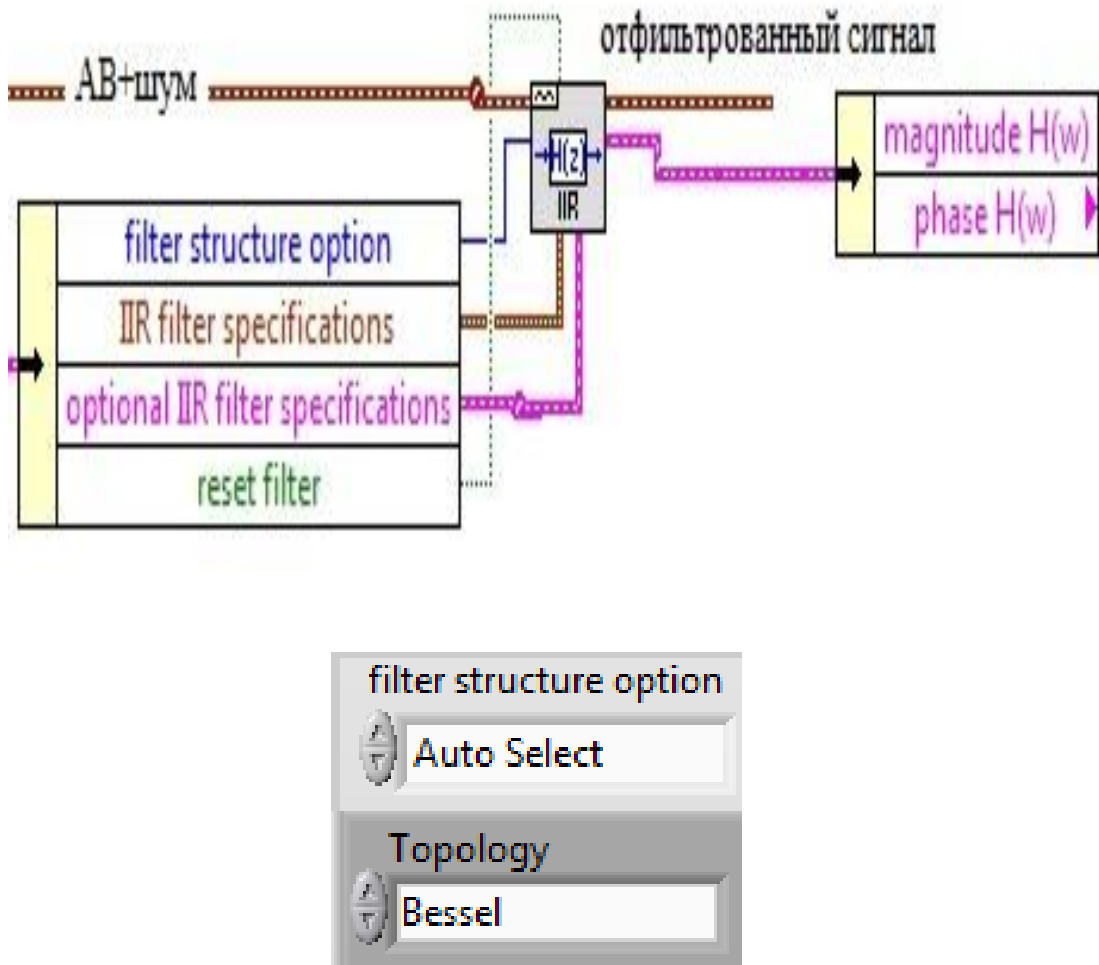 отфильтрованный сигнал
АВ+шум
H(z)
IIR
magnitude H(w)
phase H(w)
filter structure option
IIR filter specifications
optional IIR filter specifications
reset filter
filter structure option
Auto Select
Topology
Bessel